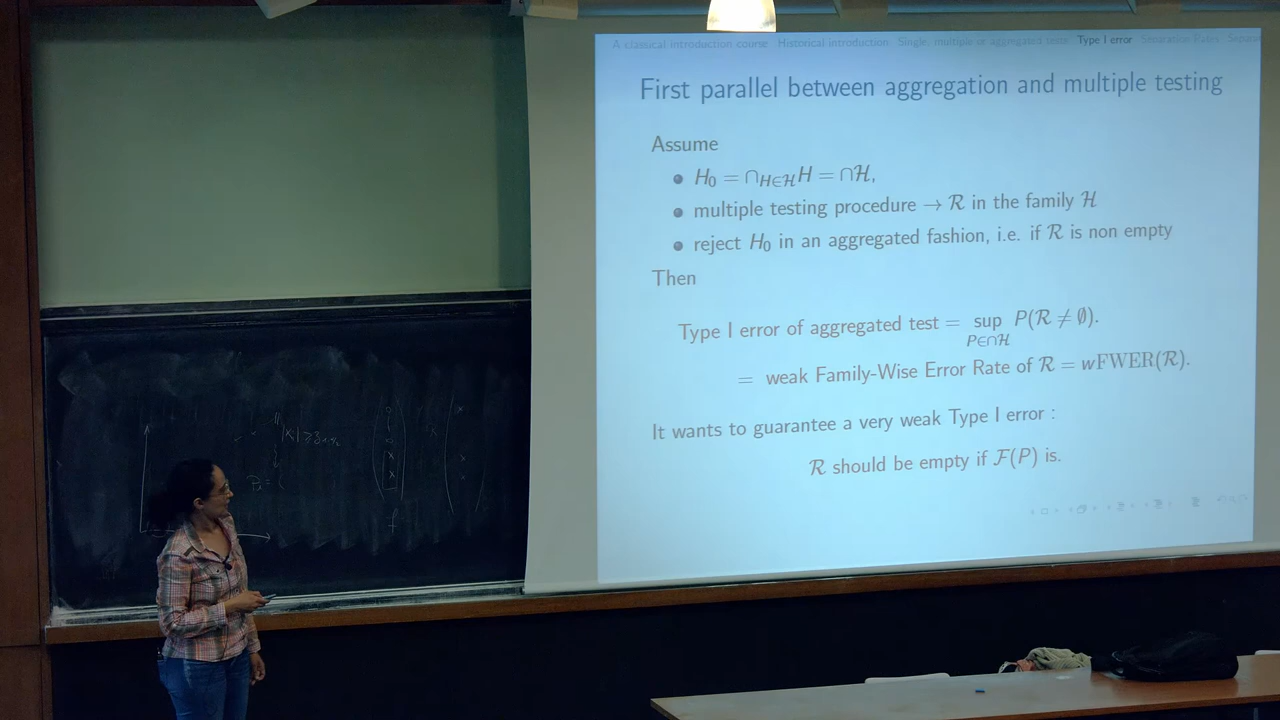 A classical introduction course Historical introduction Single, multiple or aggregated tests Type I error Separation Rates
First parallel between aggregation and multiple testing
Assume
H₀ = ∩_{H∈ℋ}H = ∩ℋ,
multiple testing procedure → ℛ in the family ℋ
reject H₀ in an aggregated fashion, i.e. if ℛ is non empty
Then
Type I error of aggregated test = sup_{P∈∩ℋ} P(ℛ ≠ ∅).
= weak Family-Wise Error Rate of ℛ = wFWER(ℛ).
It wants to guarantee a very weak Type I error :
ℛ should be empty if ℱ(P) is.